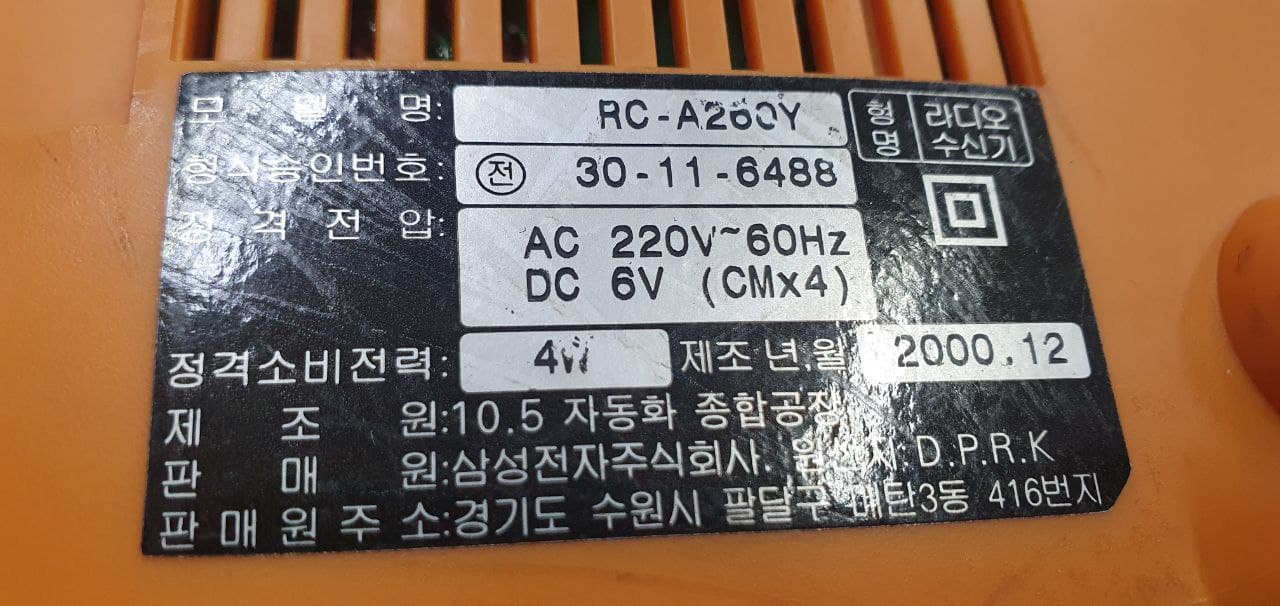 모 델 명: RC-A260Y
형명 라디오 수신기
형식승인번호: 전 30-11-6488
정 격 전 압: AC 220V~60Hz
DC 6V (CMx4)
정격소비전력: 4W 제조 년.월 2000.12
제 조 원:10.5 자동화 종합공장
판 매 원:삼성전자주식회사. 원산지: D.P.R.K
판 매 원 주 소:경기도 수원시 팔달구 매탄3동 416번지